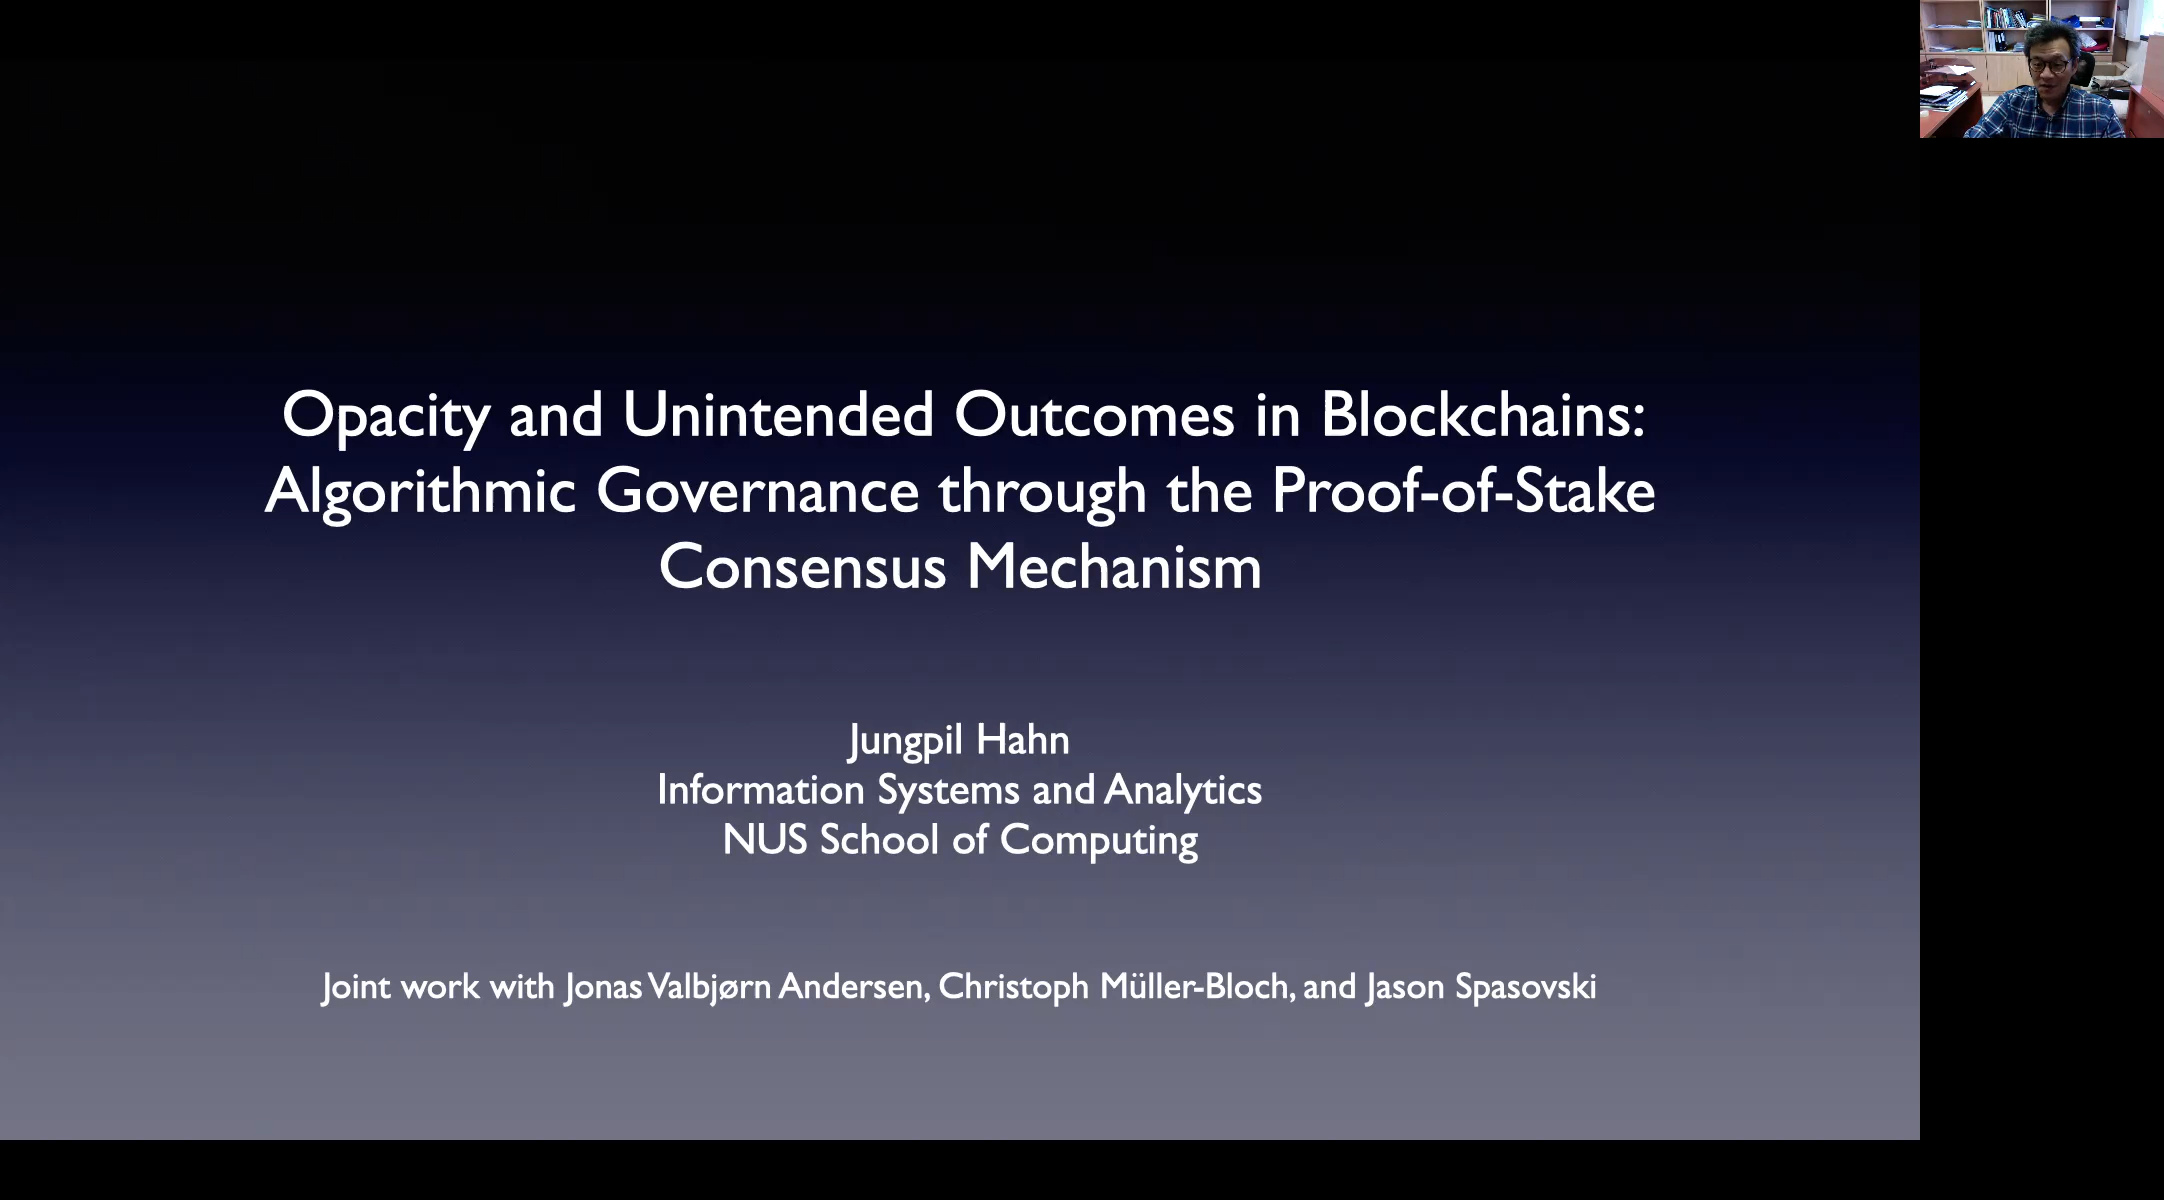 Opacity and Unintended Outcomes in Blockchains:
Algorithmic Governance through the Proof-of-Stake
Consensus Mechanism
Jungpil Hahn
Information Systems and Analytics
NUS School of Computing
Joint work with Jonas Valbjørn Andersen, Christoph Müller-Bloch, and Jason Spasovski